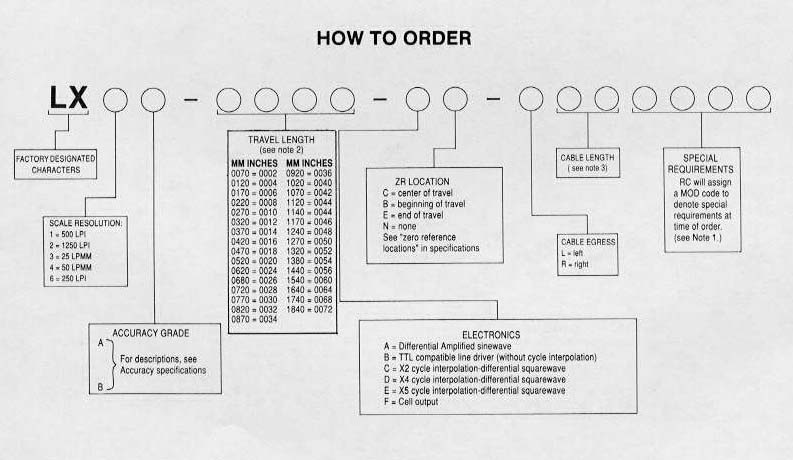 HOW TO ORDER
LX
-
-
-
FACTORY DESIGNATED
CHARACTERS
SCALE RESOLUTION:
1 = 500 LPI
2 = 1250 LPI
3 = 25 LPMM
4 = 50 LPMM
6 = 250 LPI
ACCURACY GRADE
A
For descriptions, see
Accuracy specifications
B
TRAVEL LENGTH
(see note 2)
MM INCHES MM INCHES
0070 = 0002 0920 = 0036
0120 = 0004 1020 = 0040
0170 = 0006 1070 = 0042
0220 = 0008 1120 = 0044
0270 = 0010 1140 = 0044
0320 = 0012 1170 = 0046
0370 = 0014 1240 = 0048
0420 = 0016 1270 = 0050
0470 = 0018 1320 = 0052
0520 = 0020 1380 = 0054
0620 = 0024 1440 = 0056
0680 = 0026 1540 = 0060
0720 = 0028 1640 = 0064
0770 = 0030 1740 = 0068
0820 = 0032 1840 = 0072
0870 = 0034
ZR LOCATION
C = center of travel
B = beginning of travel
E = end of travel
N = none
See "zero reference
locations" in specifications
ELECTRONICS
A = Differential Amplified sinewave
B = TTL compatible line driver (without cycle interpolation)
C = X2 cycle interpolation-differential squarewave
D = X4 cycle interpolation-differential squarewave
E = X5 cycle interpolation-differential squarewave
F = Cell output
CABLE EGRESS
L = left
R = right
CABLE LENGTH
( see note 3)
SPECIAL
REQUIREMENTS
RC will assign
a MOD code to
denote special
requirements at
time of order.
(see Note 1.)